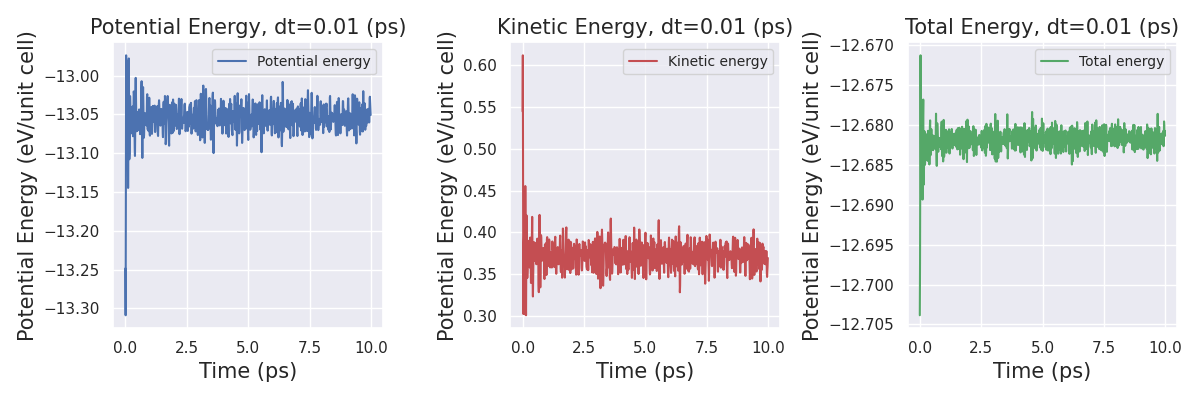 Potential Energy, dt=0.01 (ps)
Potential energy
Potential Energy (eV/unit cell)
−13.00
−13.05
−13.10
−13.15
−13.20
−13.25
−13.30
0.0 2.5 5.0 7.5 10.0
Time (ps)
Kinetic Energy, dt=0.01 (ps)
Kinetic energy
Potential Energy (eV/unit cell)
0.60
0.55
0.50
0.45
0.40
0.35
0.30
0.0 2.5 5.0 7.5 10.0
Time (ps)
Total Energy, dt=0.01 (ps)
Total energy
Potential Energy (eV/unit cell)
−12.670
−12.675
−12.680
−12.685
−12.690
−12.695
−12.700
−12.705
0.0 2.5 5.0 7.5 10.0
Time (ps)